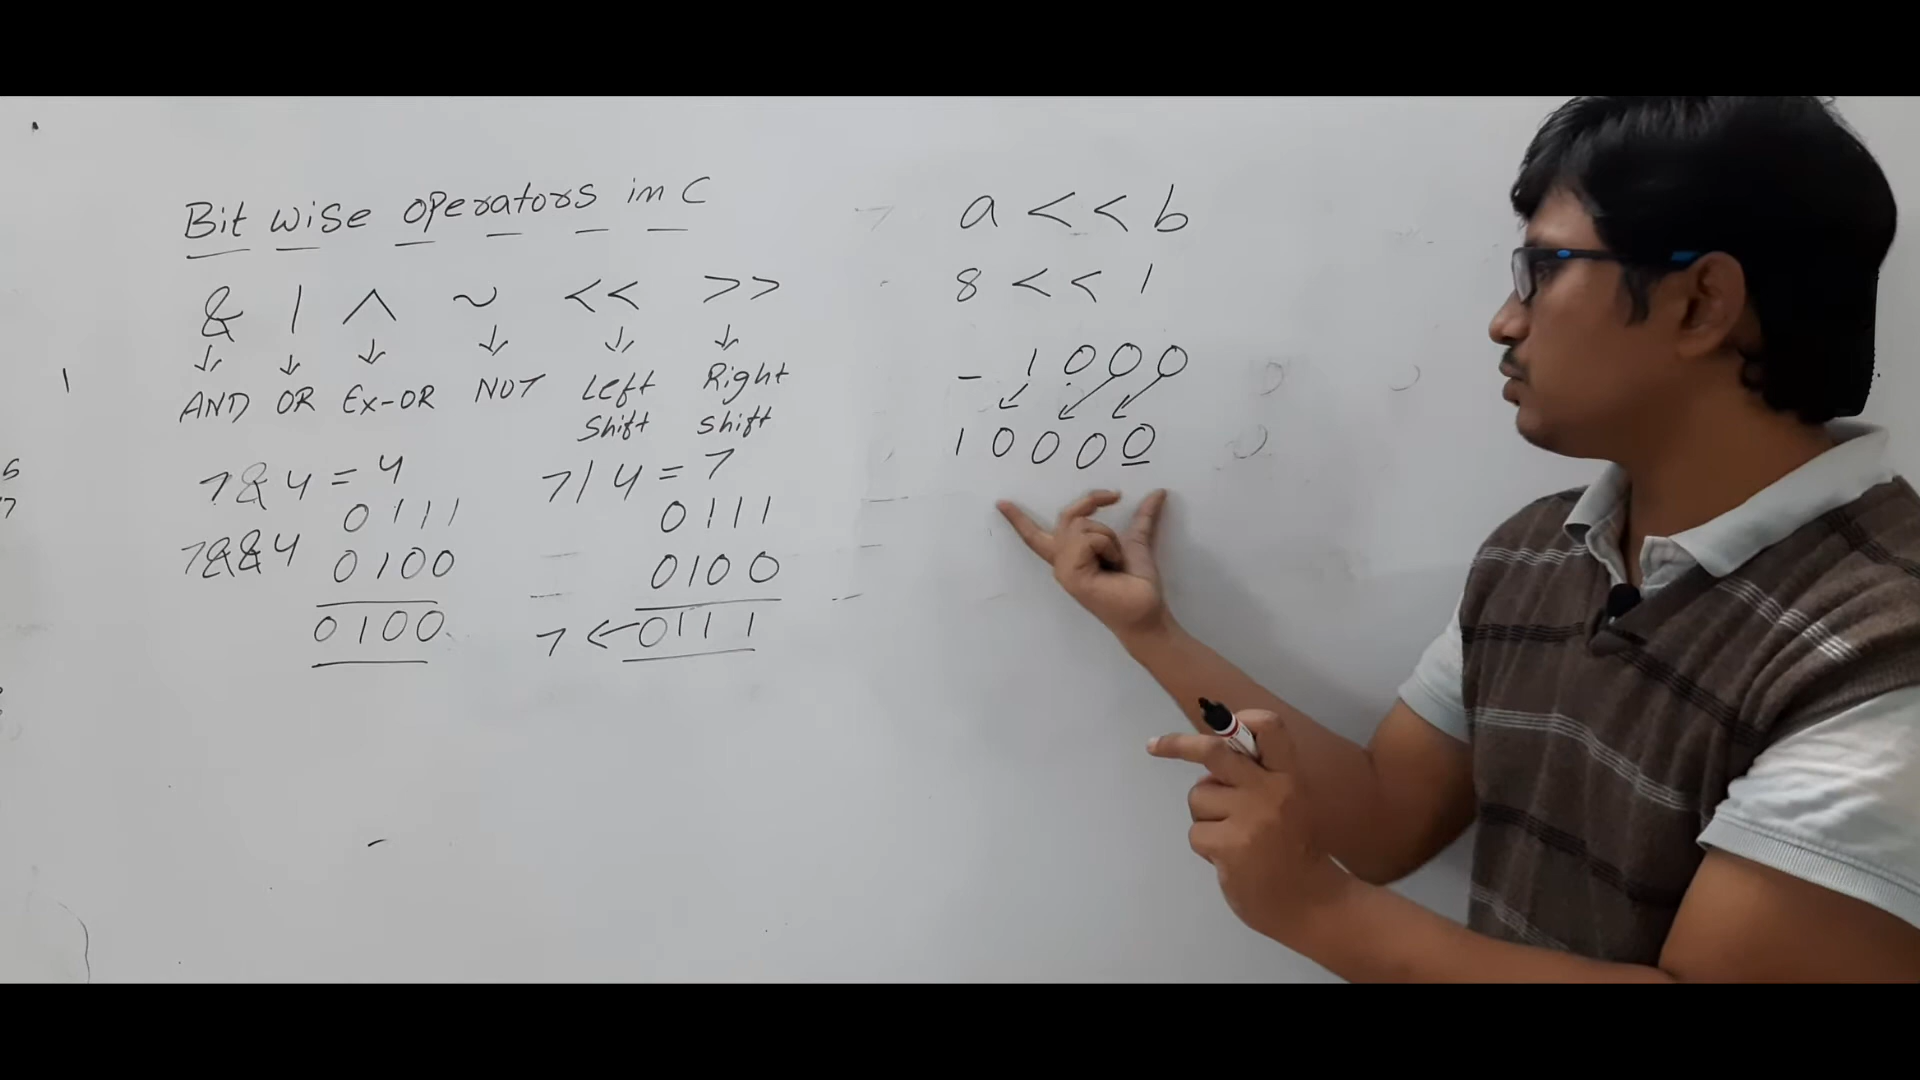 Bit wise operators in C
& | ^ ~ << >>
AND OR Ex-OR NOT Left Shift Right shift
7 & 4 = 4
0111
7&&4 0100
0100
7 | 4 = 7
0111
0100
7 ← 0111
a << b
8 << 1
- 1000
10000